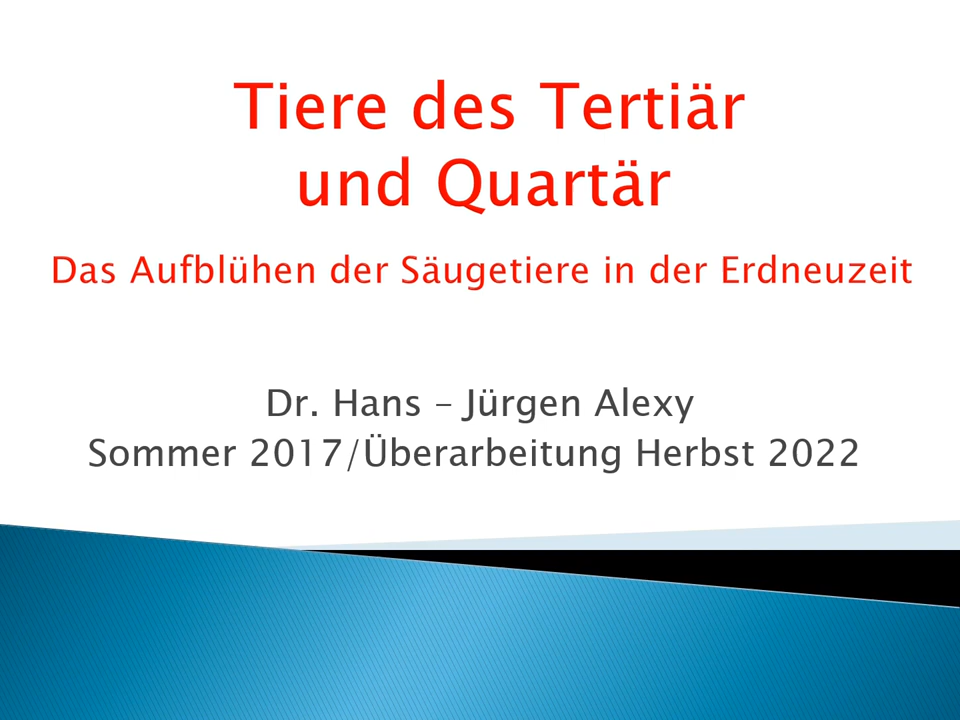 Tiere des Tertiär
und Quartär
Das Aufblühen der Säugetiere in der Erdneuzeit
Dr. Hans – Jürgen Alexy
Sommer 2017/Überarbeitung Herbst 2022